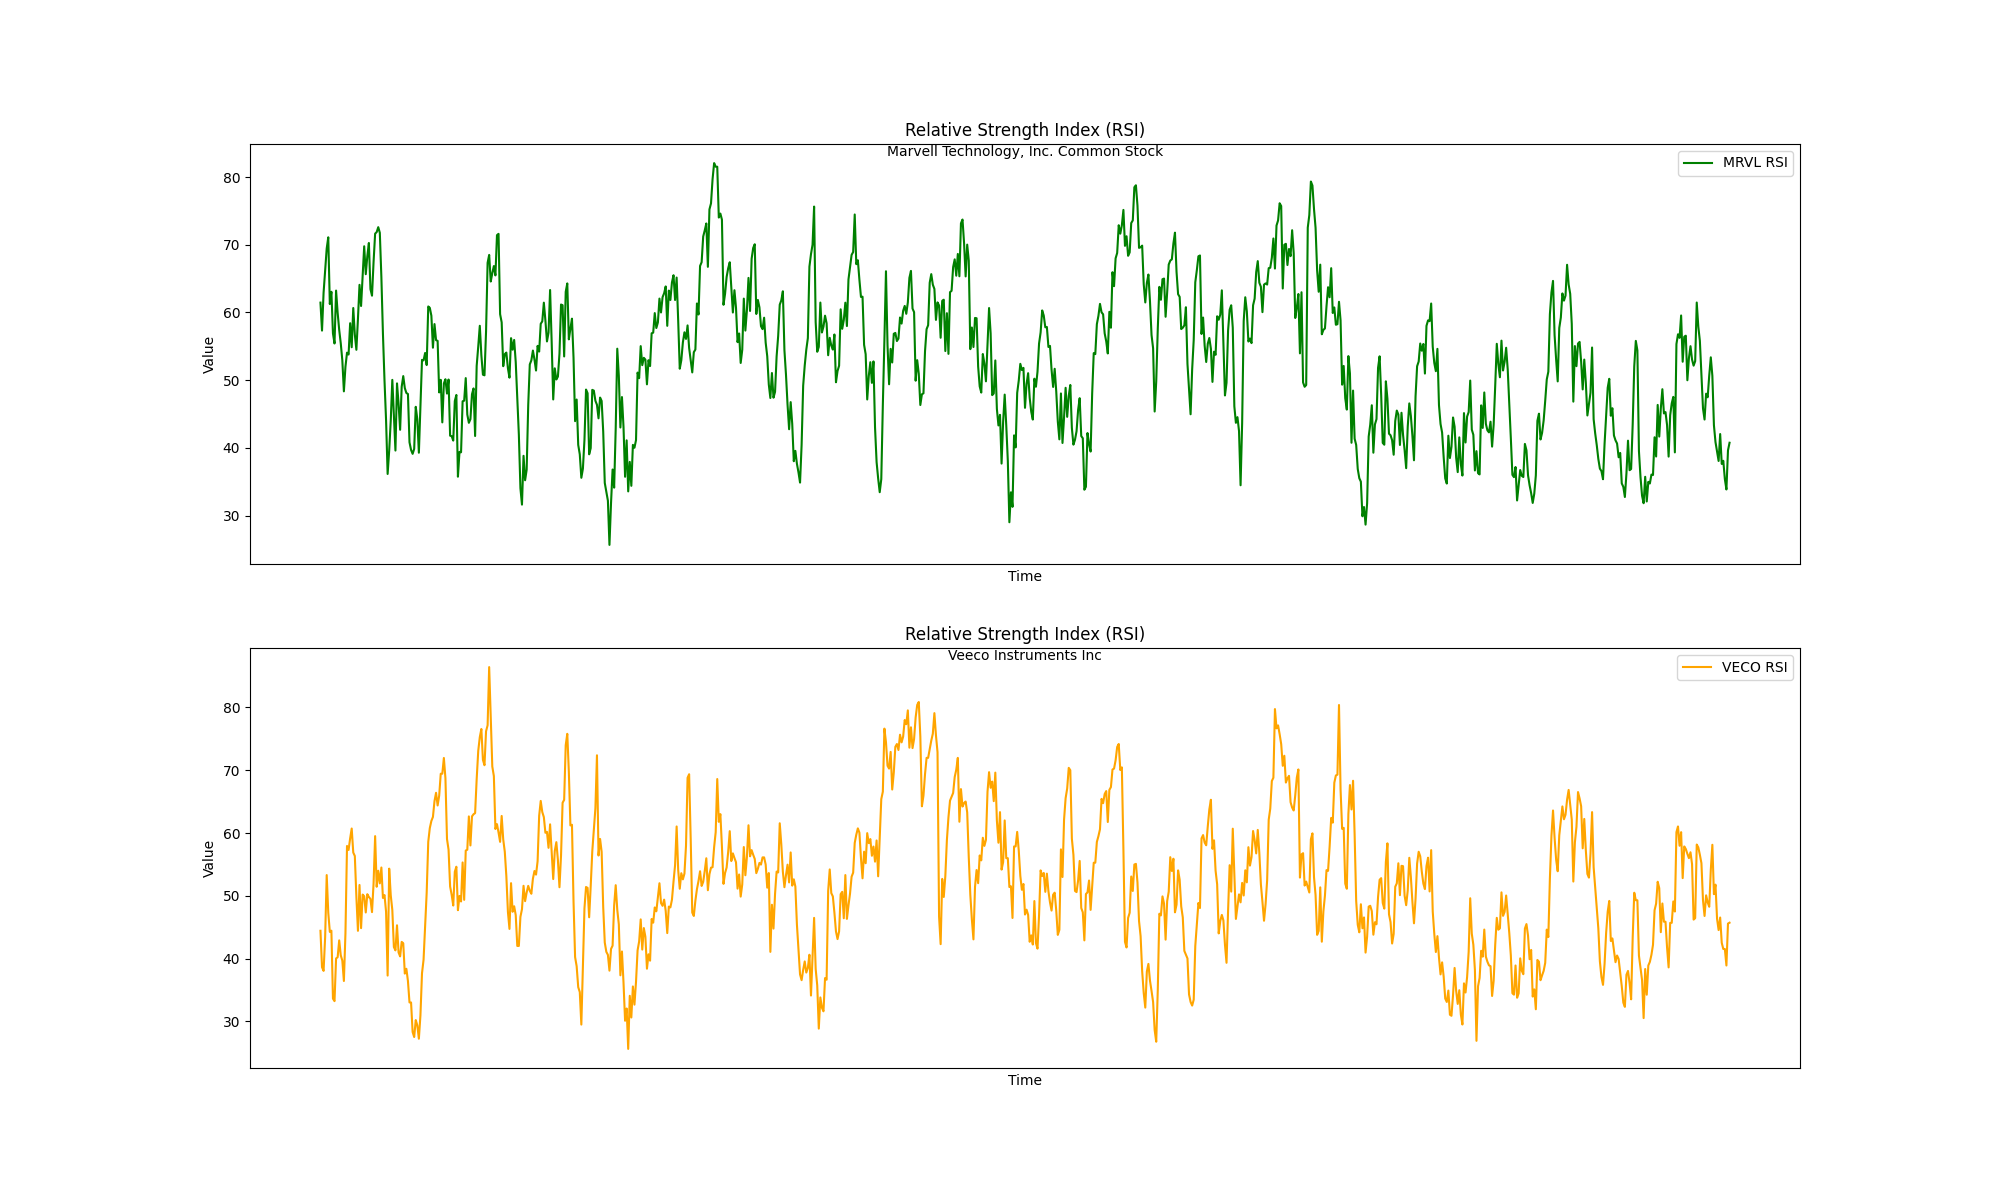 Relative Strength Index (RSI)
Marvell Technology, Inc. Common Stock
MRVL RSI
80
70
60
50
40
30
Value
Time
Relative Strength Index (RSI)
Veeco Instruments Inc
VECO RSI
80
70
60
50
40
30
Value
Time